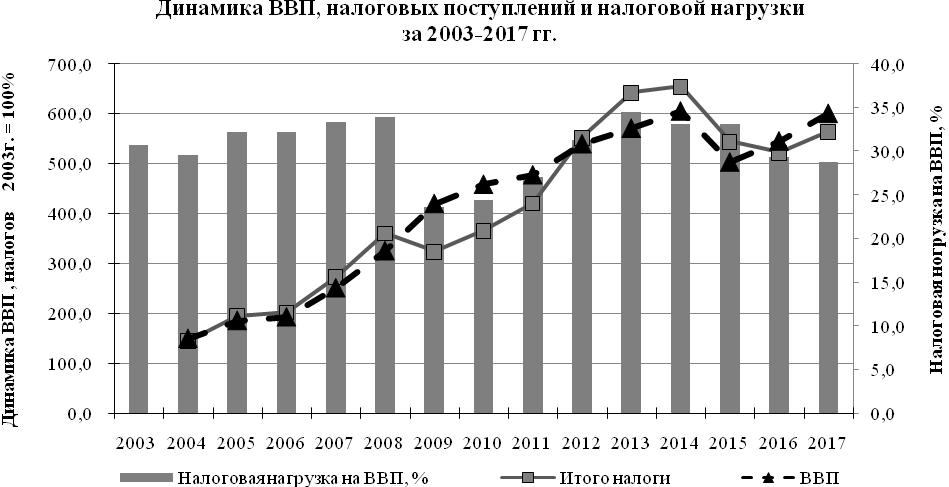 Динамика ВВП, налоговых поступлений и налоговой нагрузки
за 2003-2017 гг.
Динамика ВВП , налогов 2003г. = 100%
700,0
600,0
500,0
400,0
300,0
200,0
100,0
0,0
40,0
35,0
30,0
25,0
20,0
15,0
10,0
5,0
0,0
Налоговая ногрузка на ВВП, %
2003 2004 2005 2006 2007 2008 2009 2010 2011 2012 2013 2014 2015 2016 2017
Налоговая нагрузка на ВВП, % Итого налоги ВВП